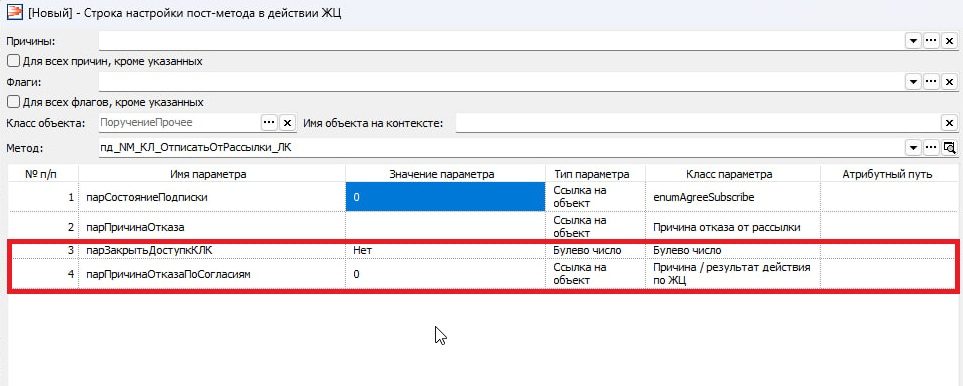 [Новый] - Строка настройки пост-метода в действии ЖЦ
Причины:
Для всех причин, кроме указанных
Флаги:
Для всех флагов, кроме указанных
Класс объекта: ПоручениеПрочее Имя объекта на контексте:
Метод: пд_NM_КЛ_ОтписатьОтРассылки_ЛК
№ п/п Имя параметра Значение параметра Тип параметра Класс параметра Атрибутный путь
1 парСостояниеПодписки 0 Ссылка на объект enumAgreeSubscribe
2 парПричинаОтказа Ссылка на объект Причина отказа от рассылки
3 парЗакрытьДоступкКЛК Нет Булево число Булево число
4 парПричинаОтказаПоСогласиям 0 Ссылка на объект Причина / результат действия по ЖЦ